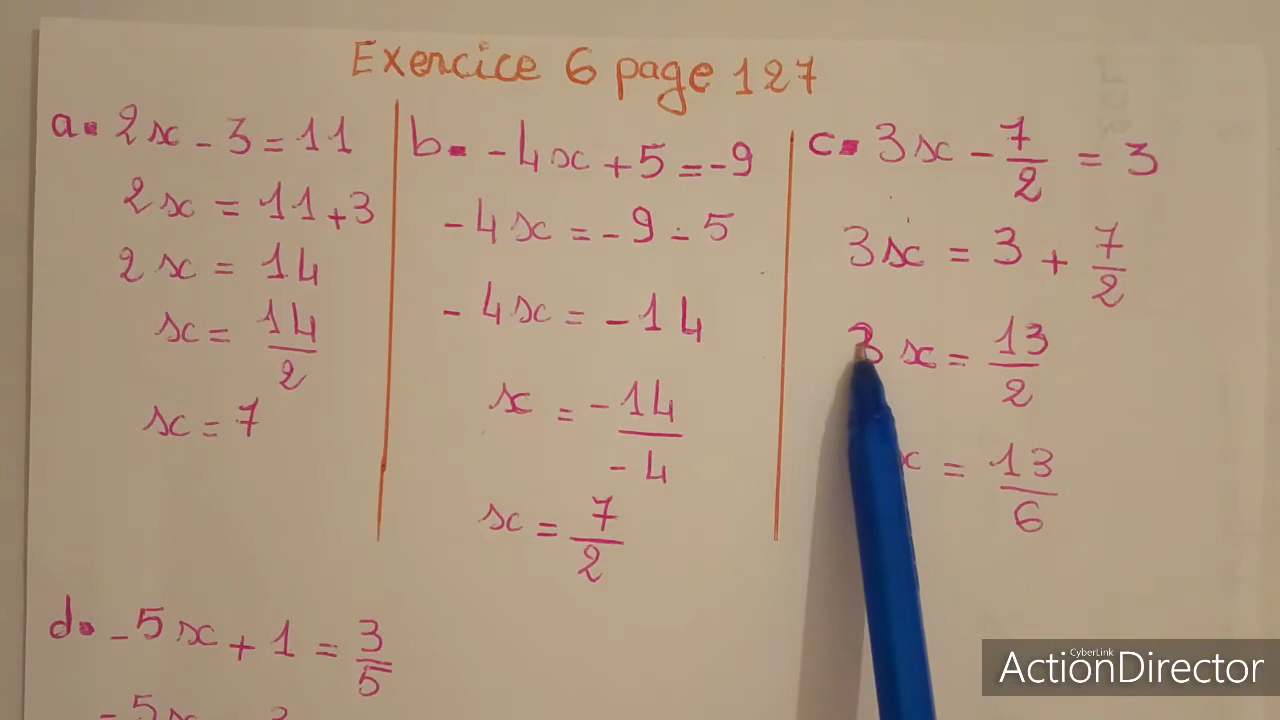 Exercice 6 page 127
a. 2x - 3 = 11
2x = 11 + 3
2x = 14
x = 14/2
x = 7
b. -4x + 5 = -9
-4x = -9 - 5
-4x = -14
x = -14/-4
x = 7/2
c. 3x - 7/2 = 3
3x = 3 + 7/2
3x = 13/2
x = 13/6
d. -5x + 1 = 3/5
CyberLink
ActionDirector